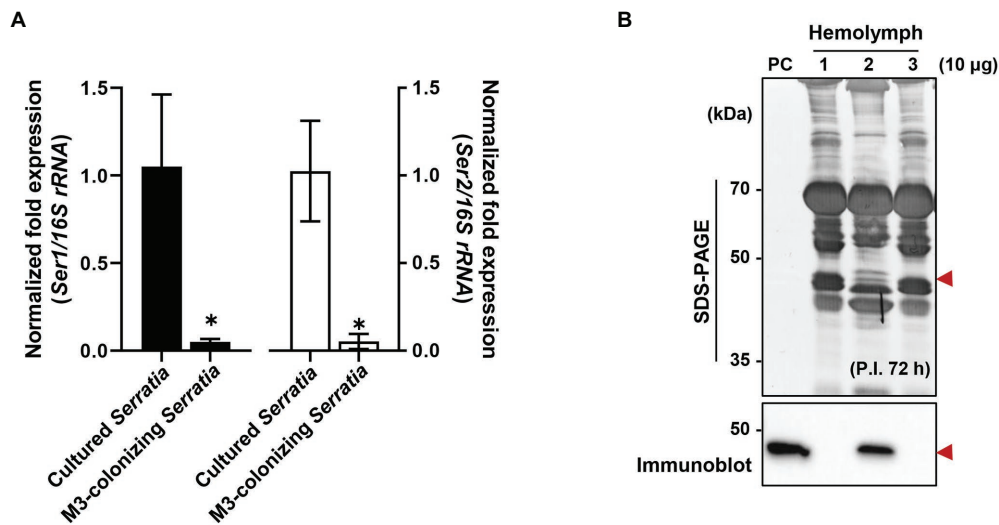 A
B
Normalized fold expression
(Ser1/16S rRNA)
1.5
1.0
0.5
0.0
*
*
1.5
1.0
0.5
0.0
Normalized fold expression
(Ser2/16S rRNA)
Cultured Serratia
M3-colonizing Serratia
Cultured Serratia
M3-colonizing Serratia
Hemolymph
PC 1 2 3 (10 μg)
(kDa)
SDS-PAGE
70
50
35
(P.I. 72 h)
50
Immunoblot